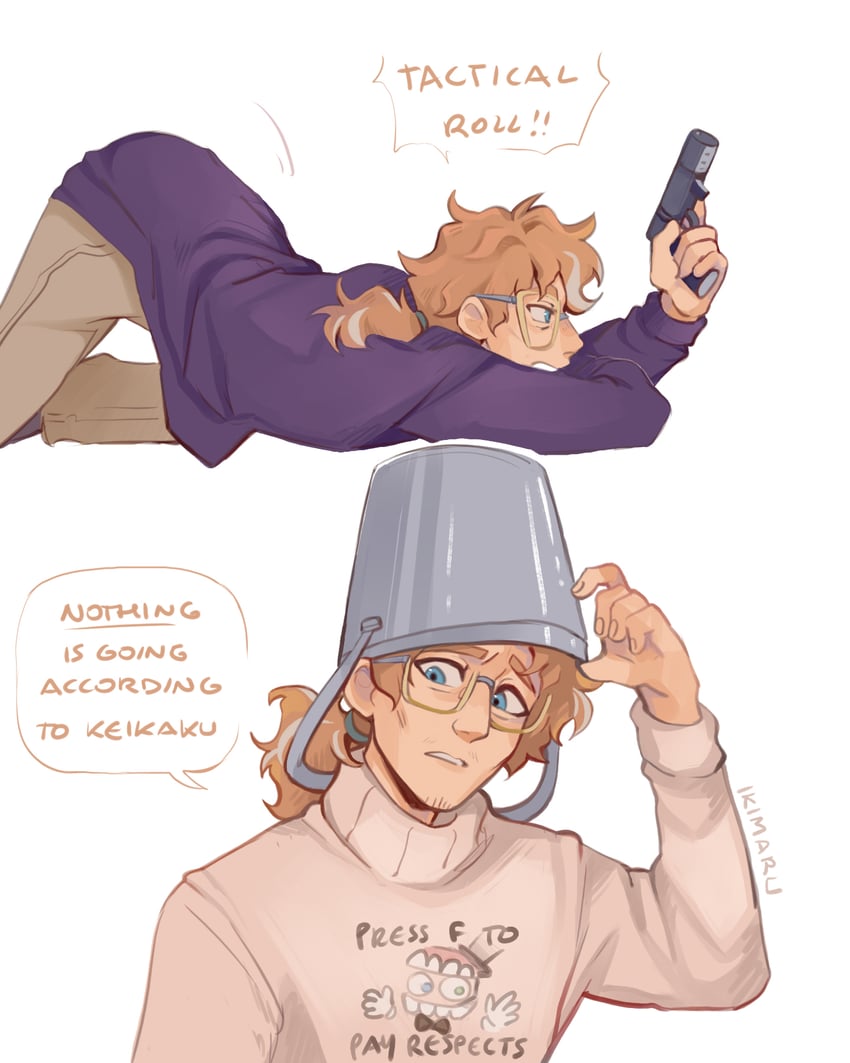 TACTICAL
ROLL!!
NOTHING
IS GOING
ACCORDING
TO KEIKAKU
IKIMARU
PRESS F TO
PAY RESPECTS